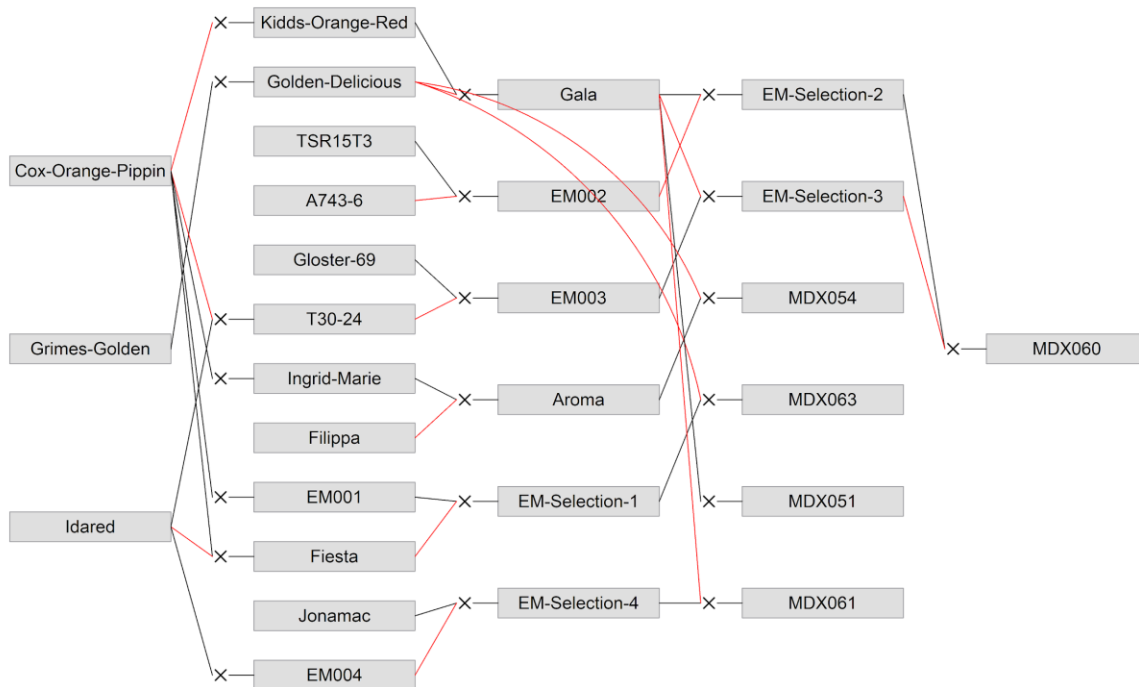 Kidds-Orange-Red
Golden-Delicious
Gala
EM-Selection-2
TSR15T3
Cox-Orange-Pippin
A743-6
EM002
EM-Selection-3
Gloster-69
EM003
MDX054
T30-24
Grimes-Golden
MDX060
Ingrid-Marie
Aroma
MDX063
Filippa
EM001
EM-Selection-1
MDX051
Idared
Fiesta
Jonamac
EM-Selection-4
MDX061
EM004